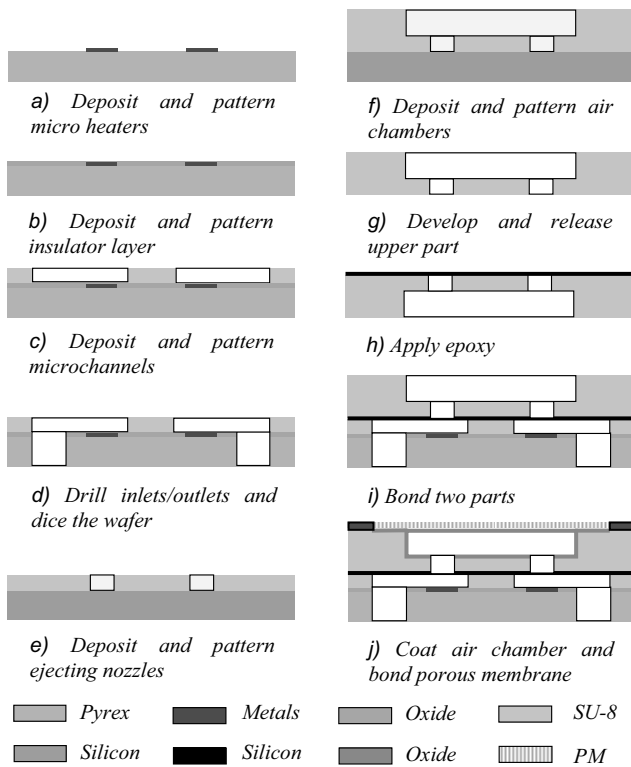 a) Deposit and pattern
micro heaters
b) Deposit and pattern
insulator layer
c) Deposit and pattern
microchannels
d) Drill inlets/outlets and
dice the wafer
e) Deposit and pattern
ejecting nozzles
f) Deposit and pattern air
chambers
g) Develop and release
upper part
h) Apply epoxy
i) Bond two parts
j) Coat air chamber and
bond porous membrane
Pyrex Metals Oxide SU-8
Silicon Silicon Oxide PM